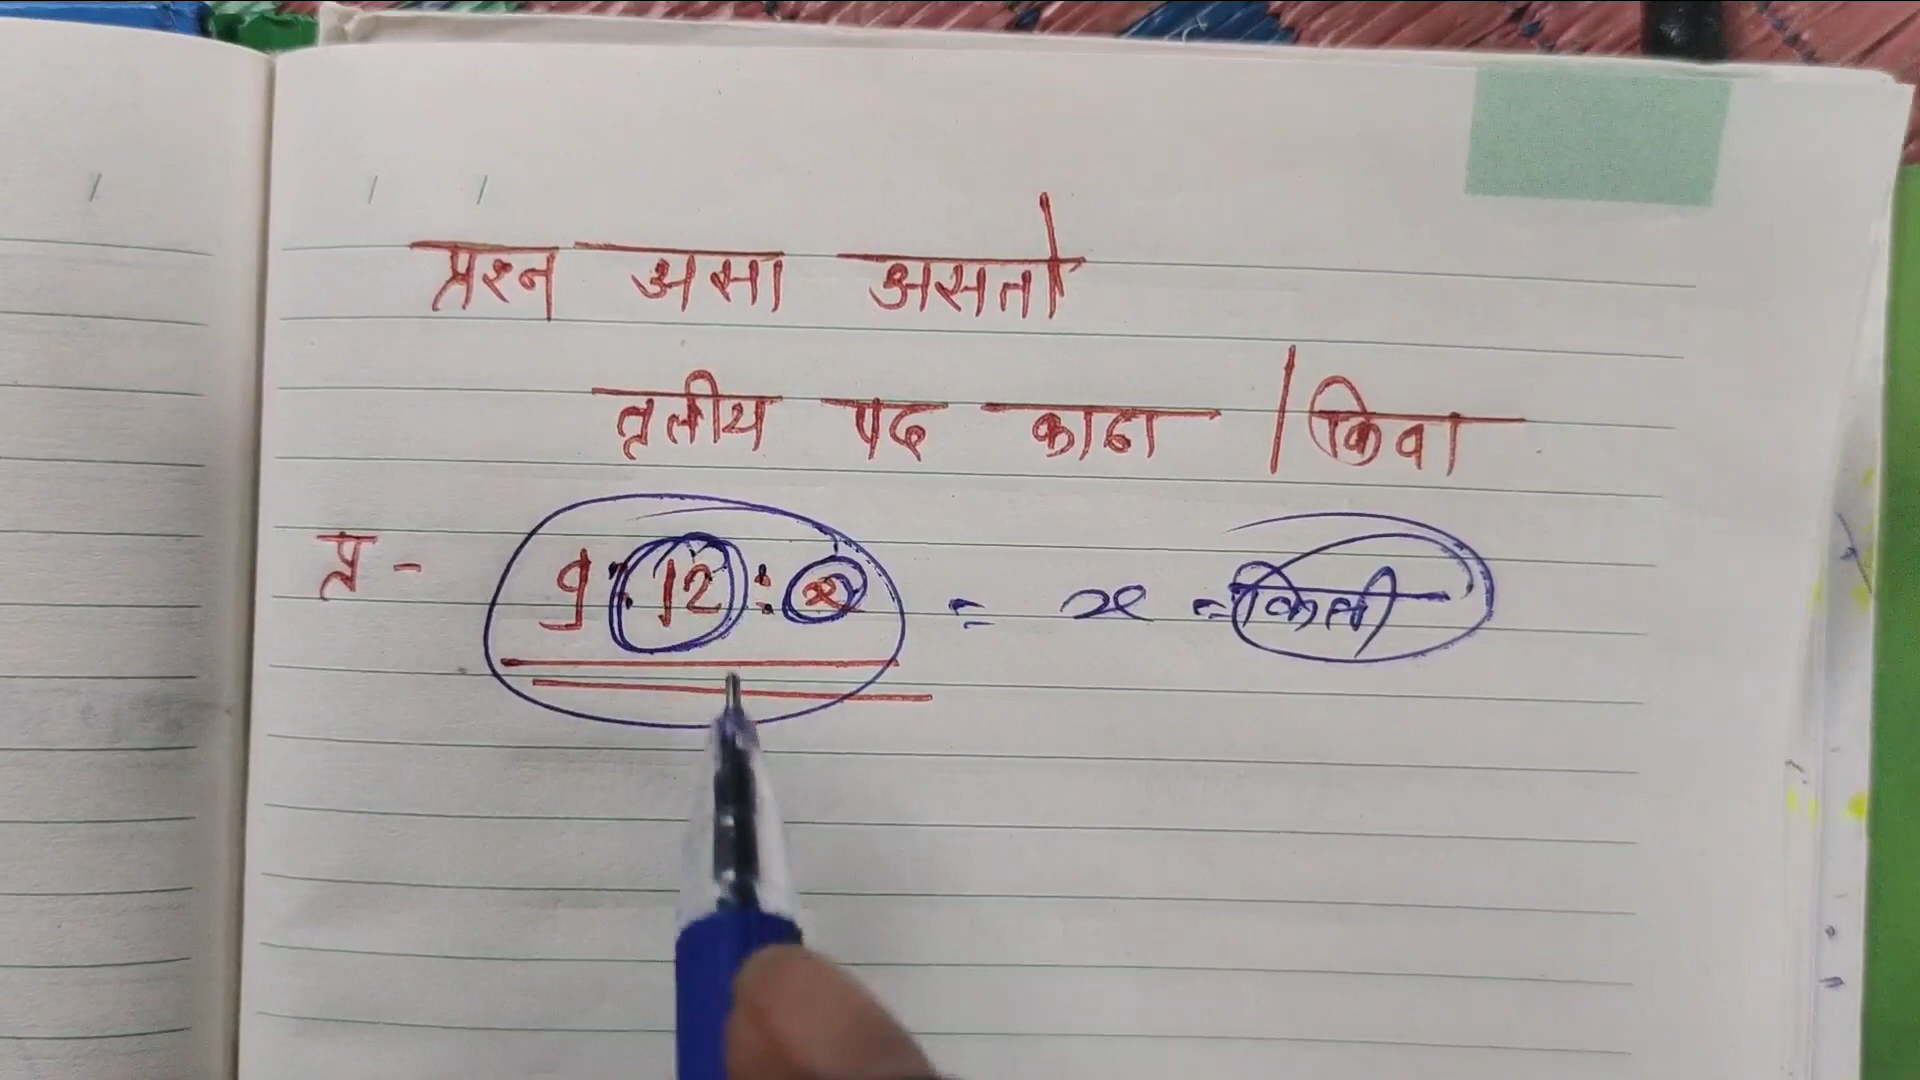 प्रश्न असा असतो
तृतीय पद काढा / किंवा
प्र - 9:12:x = x = किती